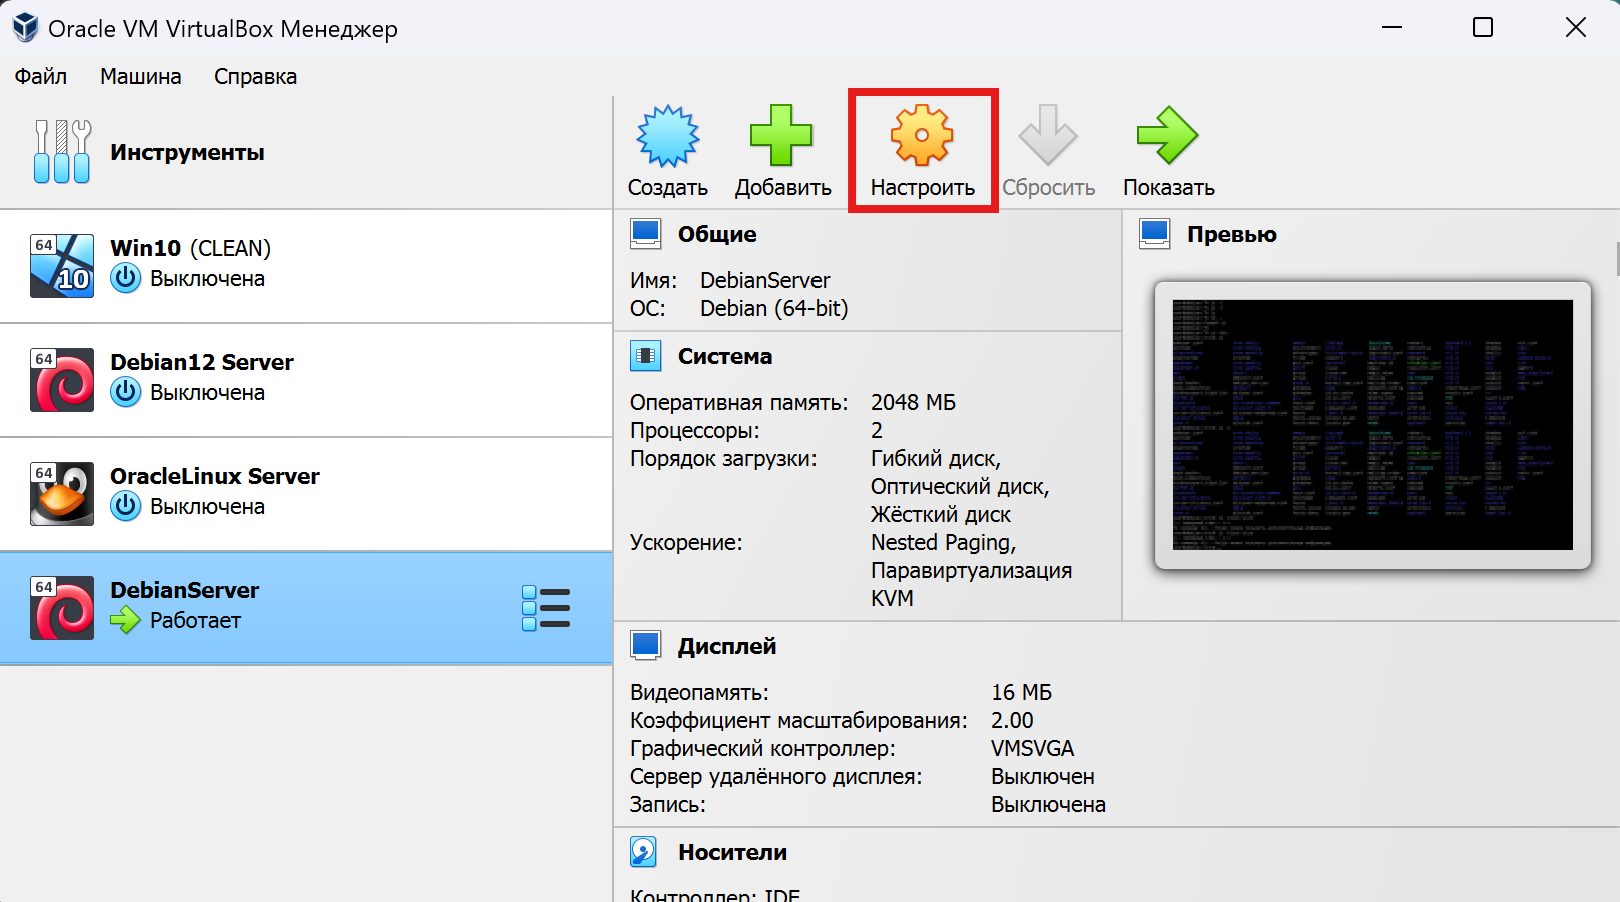 Oracle VM VirtualBox Менеджер
Файл Машина Справка
Инструменты
Создать Добавить Настроить Сбросить Показать
64
10
Win10 (CLEAN)
Выключена
64
Debian12 Server
Выключена
64
OracleLinux Server
Выключена
64
DebianServer
Работает
Общие
Имя: DebianServer
ОС: Debian (64-bit)
Превью
Система
Оперативная память: 2048 МБ
Процессоры: 2
Порядок загрузки: Гибкий диск,
Оптический диск,
Жёсткий диск
Ускорение: Nested Paging,
Паравиртуализация
KVM
Дисплей
Видеопамять: 16 МБ
Коэффициент масштабирования: 2.00
Графический контроллер: VMSVGA
Сервер удалённого дисплея: Выключен
Запись: Выключена
Носители
Контроллер: IDE